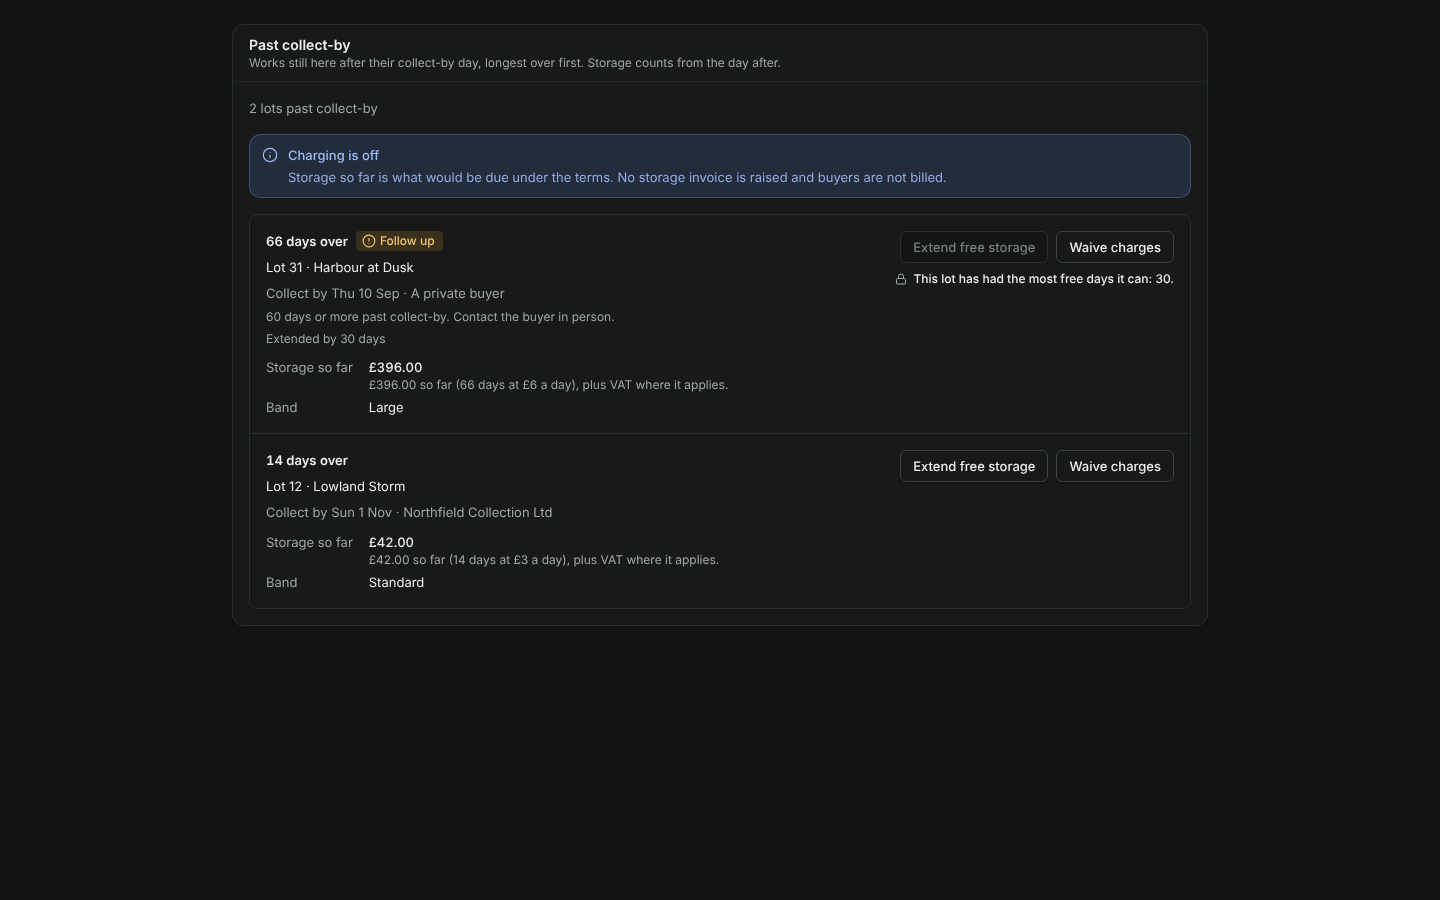 Past collect-by
Works still here after their collect-by day, longest over first. Storage counts from the day after.
2 lots past collect-by
Charging is off
Storage so far is what would be due under the terms. No storage invoice is raised and buyers are not billed.
66 days over Follow up
Extend free storage Waive charges
Lot 31 · Harbour at Dusk
This lot has had the most free days it can: 30.
Collect by Thu 10 Sep · A private buyer
60 days or more past collect-by. Contact the buyer in person.
Extended by 30 days
Storage so far £396.00
£396.00 so far (66 days at £6 a day), plus VAT where it applies.
Band Large
14 days over
Extend free storage Waive charges
Lot 12 · Lowland Storm
Collect by Sun 1 Nov · Northfield Collection Ltd
Storage so far £42.00
£42.00 so far (14 days at £3 a day), plus VAT where it applies.
Band Standard